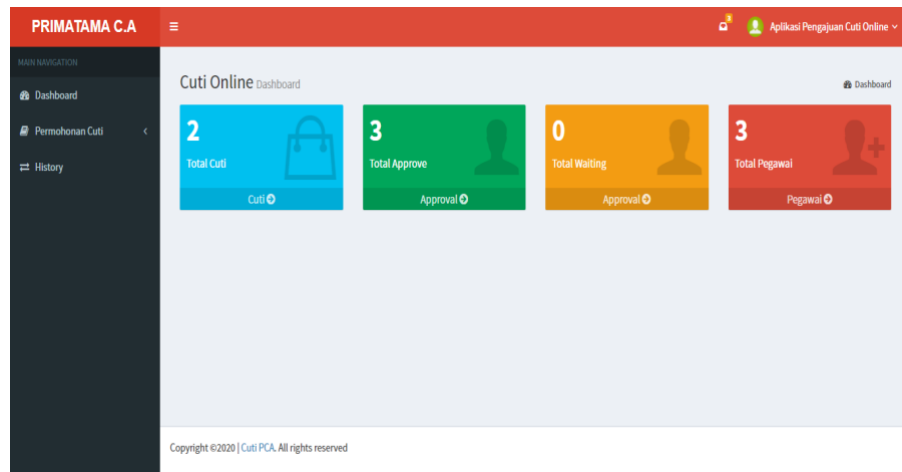 PRIMATAMA C.A
3
Aplikasi Pengajuan Cuti Online
MAIN NAVIGATION
Dashboard
Permohonan Cuti
History
Cuti Online Dashboard
Dashboard
2
Total Cuti
Cuti
3
Total Approve
Approval
0
Total Waiting
Approval
3
Total Pegawai
Pegawai
Copyright ©2020 | Cuti PCA. All rights reserved